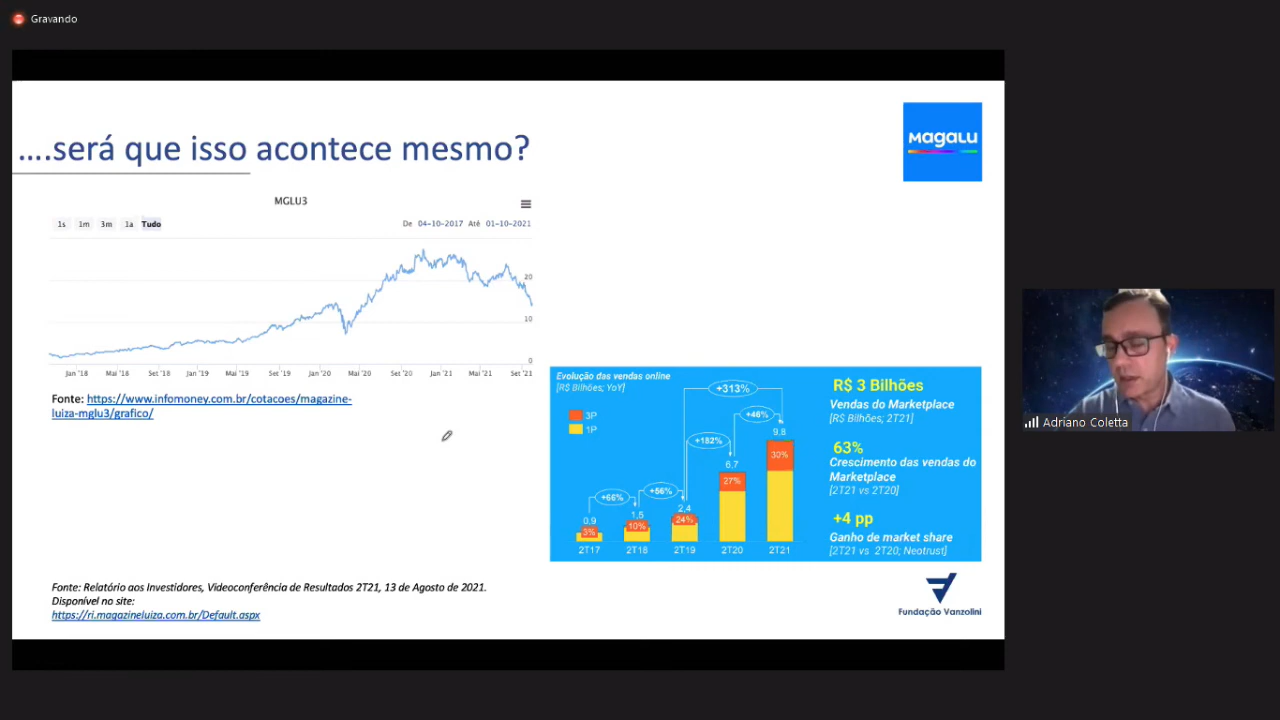 Gravando
....será que isso acontece mesmo?
MAGALU
MGLU3
1s 1m 3m 1a Tudo
De 04-10-2017 Até 01-10-2021
20
10
0
Jan '18 Mai '18 Set '18 Jan '19 Mai '19 Set '19 Jan '20 Mai '20 Set '20 Jan '21 Mai '21 Set '21
Fonte: https://www.infomoney.com.br/cotacoes/magazine-
luiza-mglu3/grafico/
Evolução das vendas online
[R$ Bilhões; YoY]
3P
1P
+313%
+46%
+182%
+56%
+66%
9,8
6,7
2,4
1,5
0,9
30%
27%
24%
10%
3%
2T17 2T18 2T19 2T20 2T21
R$ 3 Bilhões
Vendas do Marketplace
[R$ Bilhões; 2T21]
63%
Crescimento das vendas do
Marketplace
[2T21 vs 2T20]
+4 pp
Ganho de market share
[2T21 vs 2T20; Neotrust]
Adriano Coletta
Fonte: Relatório aos Investidores, Videoconferência de Resultados 2T21, 13 de Agosto de 2021.
Disponível no site:
https://ri.magazineluiza.com.br/Default.aspx
Fundação Vanzolini